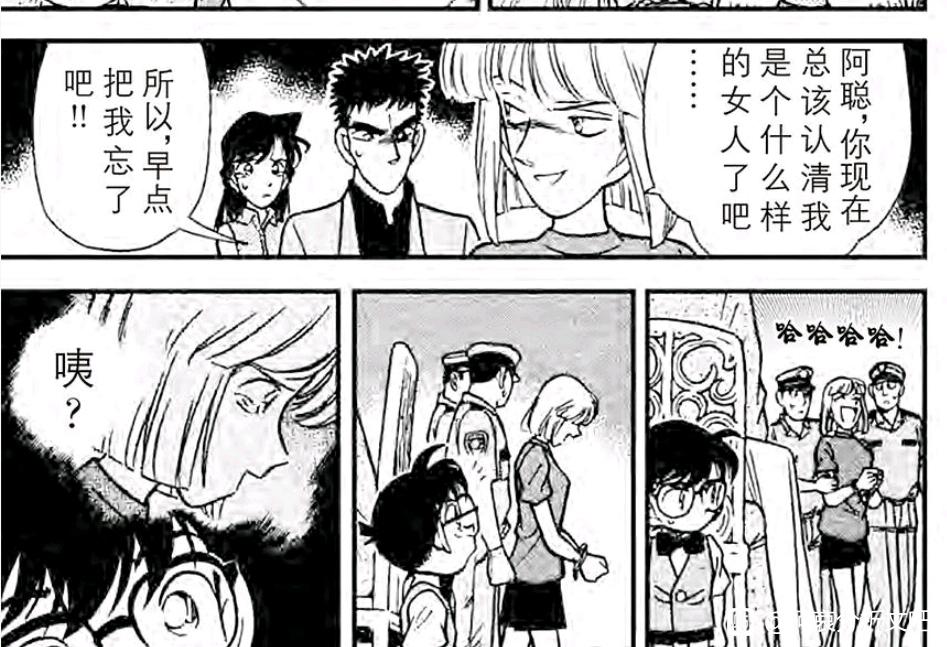 阿聪，你现在
总该认清我
是个什么样
的女人了吧
……
所以，早点
把我忘了
吧!!
哈哈哈哈!
咦？